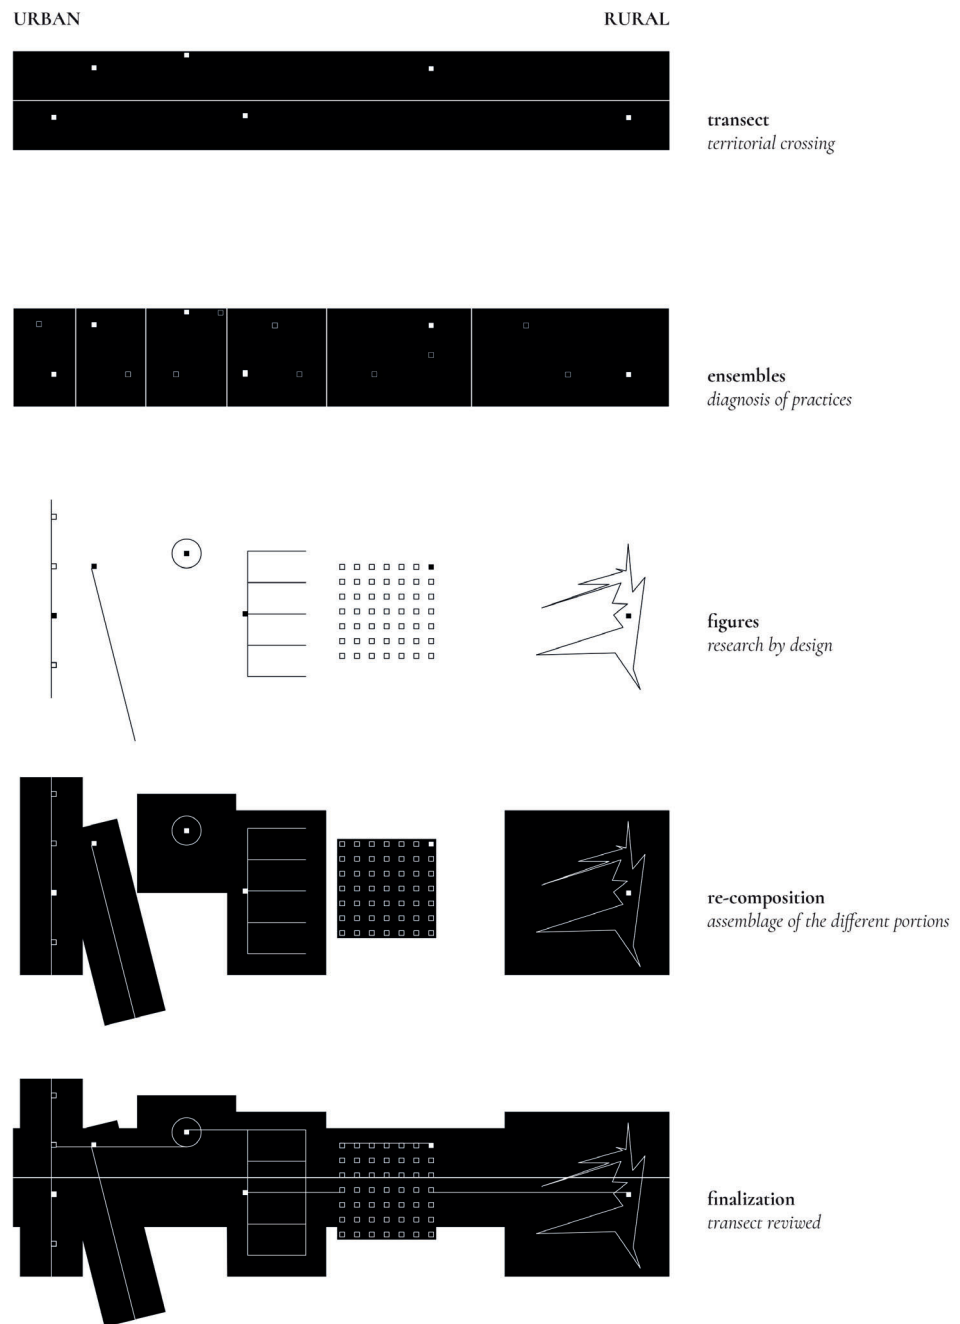 URBAN
RURAL
transect
territorial crossing
ensembles
diagnosis of practices
figures
research by design
re-composition
assemblage of the different portions
finalization
transect reviwed